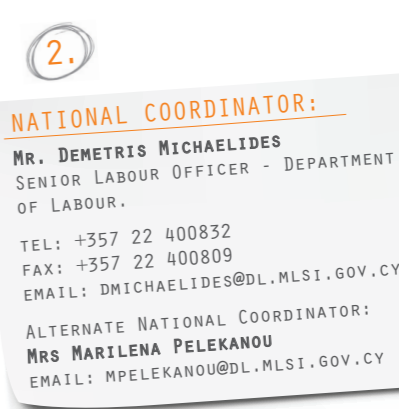 2.
NATIONAL COORDINATOR:
MR. DEMETRIS MICHAELIDES
SENIOR LABOUR OFFICER - DEPARTMENT
OF LABOUR.
TEL: +357 22 400832
FAX: +357 22 400809
EMAIL: DMICHAELIDES@DL.MLSI.GOV.CY
ALTERNATE NATIONAL COORDINATOR:
MRS MARILENA PELEKANOU
EMAIL: MPELEKANOU@DL.MLSI.GOV.CY